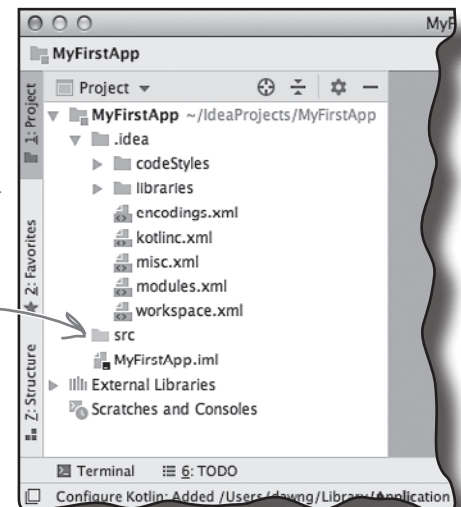 MyF
MyFirstApp
Project
MyFirstApp ~/IdeaProjects/MyFirstApp
.idea
codeStyles
libraries
encodings.xml
kotlinc.xml
misc.xml
modules.xml
workspace.xml
src
MyFirstApp.iml
External Libraries
Scratches and Consoles
1: Project
2: Favorites
Z: Structure
Terminal 6: TODO
Configure Kotlin: Added /Users/dawng/Library/Application